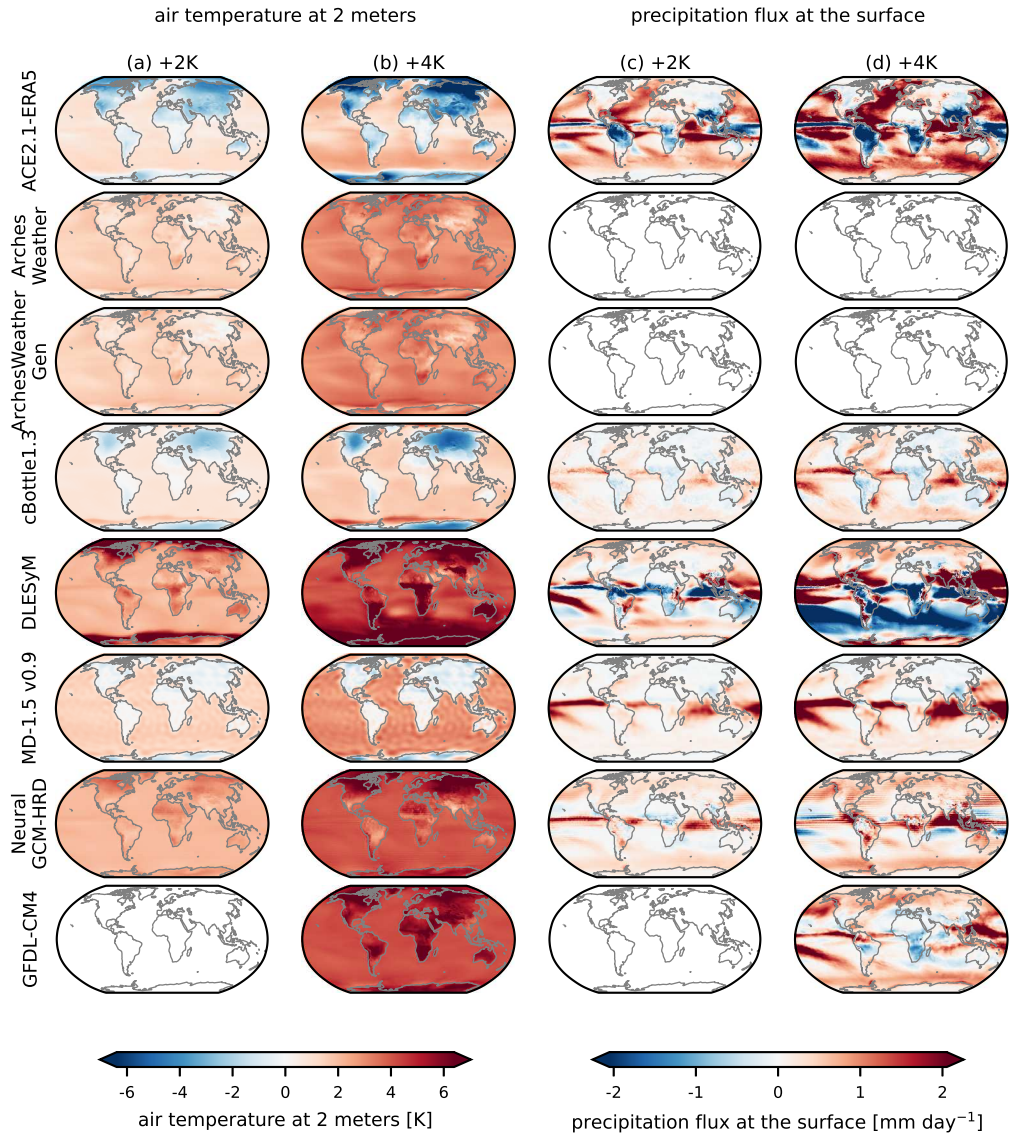 air temperature at 2 meters
precipitation flux at the surface
(a) +2K
(b) +4K
(c) +2K
(d) +4K
ACE2.1-ERA5
Arches
Weather
ArchesWeather
Gen
cBottle1.3
DLESyM
MD-1.5 v0.9
Neural
GCM-HRD
GFDL-CM4
-6 -4 -2 0 2 4 6
air temperature at 2 meters [K]
-2 -1 0 1 2
precipitation flux at the surface [mm day⁻¹]